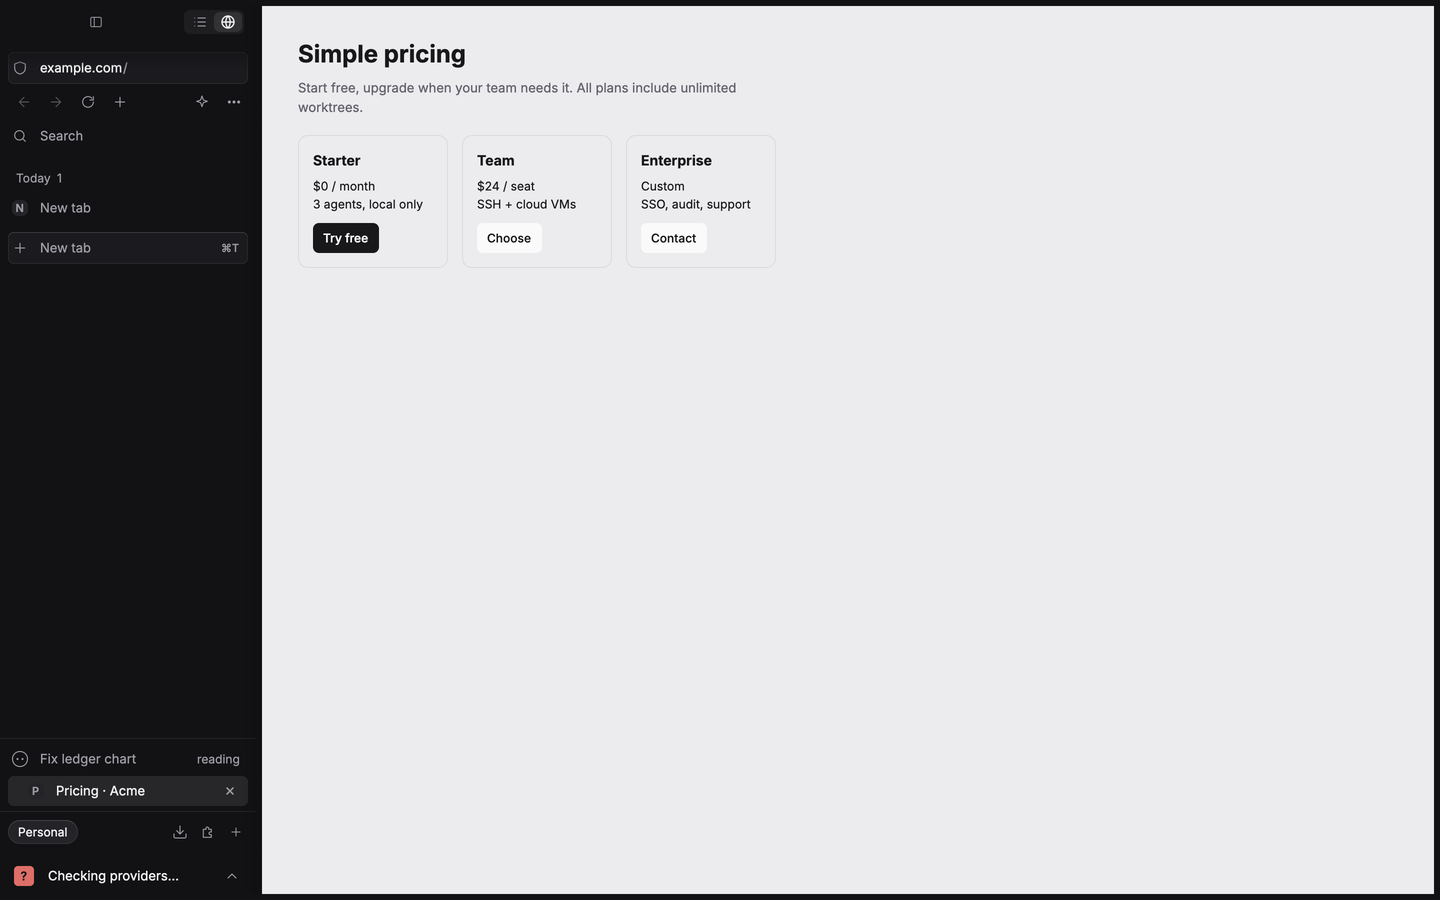 example.com/
Search
Today 1
N New tab
New tab ⌘T
Fix ledger chart reading
P Pricing · Acme
Personal
? Checking providers...
Simple pricing
Start free, upgrade when your team needs it. All plans include unlimited
worktrees.
Starter
$0 / month
3 agents, local only
Try free
Team
$24 / seat
SSH + cloud VMs
Choose
Enterprise
Custom
SSO, audit, support
Contact